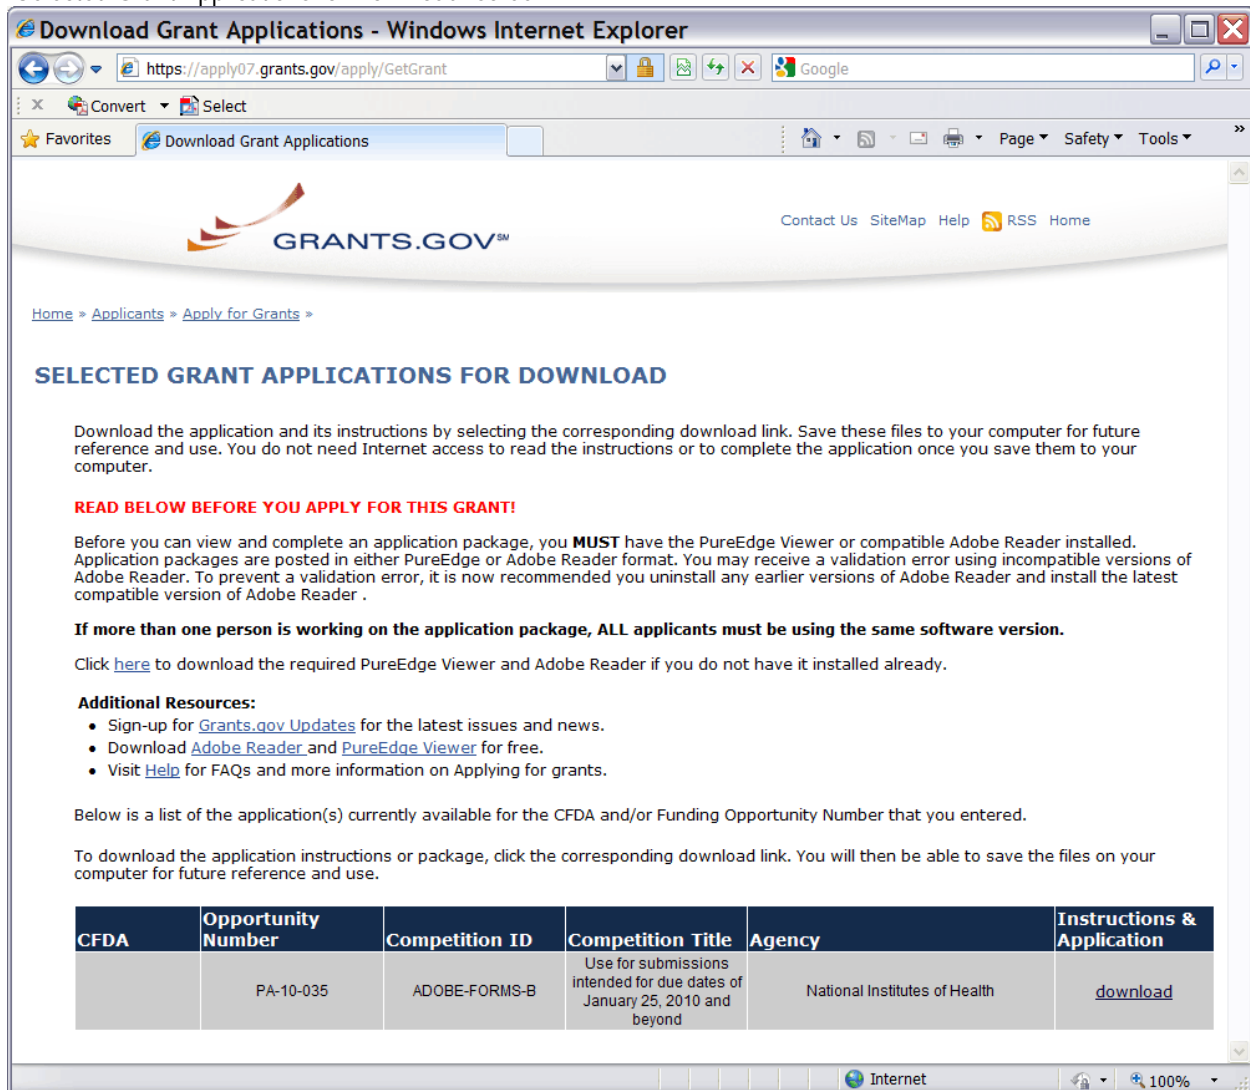 Download Grant Applications - Windows Internet Explorer
https://apply07.grants.gov/apply/GetGrant
Google
x Convert Select
Favorites Download Grant Applications Page Safety Tools »
GRANTS.GOV℠
Contact Us SiteMap Help RSS Home
Home » Applicants » Apply for Grants »
SELECTED GRANT APPLICATIONS FOR DOWNLOAD
Download the application and its instructions by selecting the corresponding download link. Save these files to your computer for future
reference and use. You do not need Internet access to read the instructions or to complete the application once you save them to your
computer.
READ BELOW BEFORE YOU APPLY FOR THIS GRANT!
Before you can view and complete an application package, you MUST have the PureEdge Viewer or compatible Adobe Reader installed.
Application packages are posted in either PureEdge or Adobe Reader format. You may receive a validation error using incompatible versions of
Adobe Reader. To prevent a validation error, it is now recommended you uninstall any earlier versions of Adobe Reader and install the latest
compatible version of Adobe Reader .
If more than one person is working on the application package, ALL applicants must be using the same software version.
Click here to download the required PureEdge Viewer and Adobe Reader if you do not have it installed already.
Additional Resources:
• Sign-up for Grants.gov Updates for the latest issues and news.
• Download Adobe Reader and PureEdge Viewer for free.
• Visit Help for FAQs and more information on Applying for grants.
Below is a list of the application(s) currently available for the CFDA and/or Funding Opportunity Number that you entered.
To download the application instructions or package, click the corresponding download link. You will then be able to save the files on your
computer for future reference and use.
CFDA
Opportunity
Number
Competition ID
Competition Title
Agency
Instructions &
Application
PA-10-035
ADOBE-FORMS-B
Use for submissions
intended for due dates of
January 25, 2010 and
beyond
National Institutes of Health
download
Internet 100%